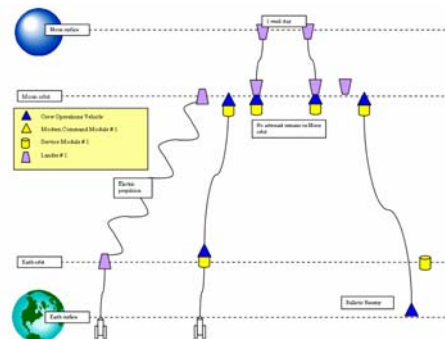 Moon surface
1 week stay
Moon orbit
Crew Operations Vehicle
Modern Command Module #1
Service Module #1
Lander #1
No astronaut remains in Moon orbit
Electric propulsion
Earth orbit
Ballistic Reentry
Earth surface